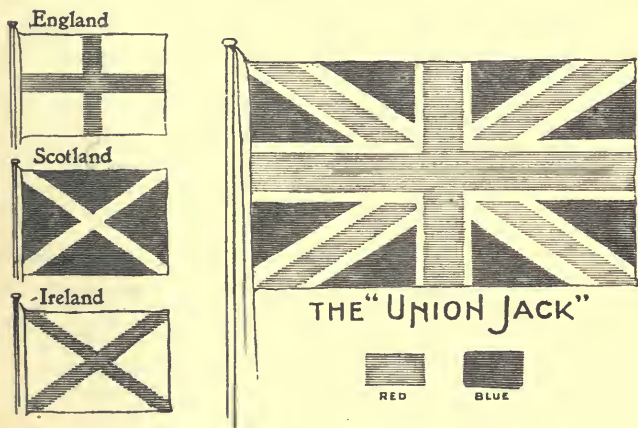 England
Scotland
Ireland
THE "UNION JACK"
RED
BLUE